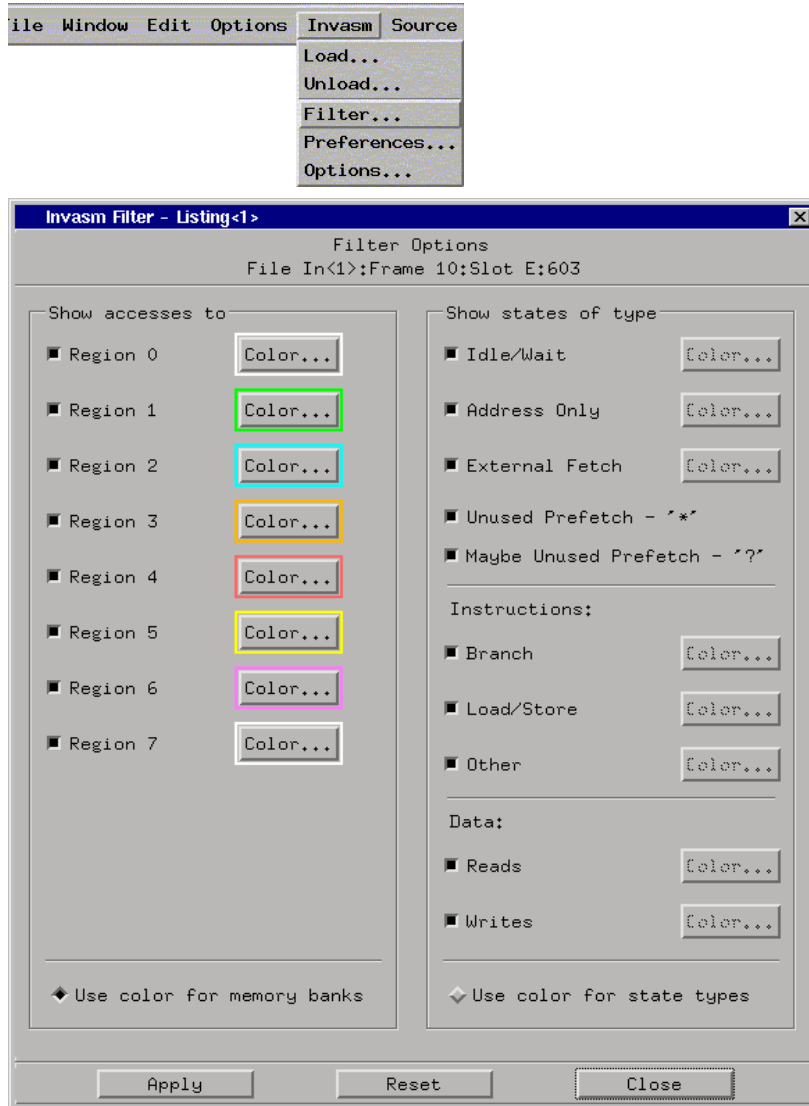 ile Window Edit Options Invasm Source
Load...
Unload...
Filter...
Preferences...
Options...
Invasm Filter - Listing<1>
Filter Options
File In<1>:Frame 10:Slot E:603
Show accesses to
Region 0 Color...
Region 1 Color...
Region 2 Color...
Region 3 Color...
Region 4 Color...
Region 5 Color...
Region 6 Color...
Region 7 Color...
Use color for memory banks
Show states of type
Idle/Wait Color...
Address Only Color...
External Fetch Color...
Unused Prefetch - ´*´
Maybe Unused Prefetch - ´?´
Instructions:
Branch Color...
Load/Store Color...
Other Color...
Data:
Reads Color...
Writes Color...
Use color for state types
Apply Reset Close